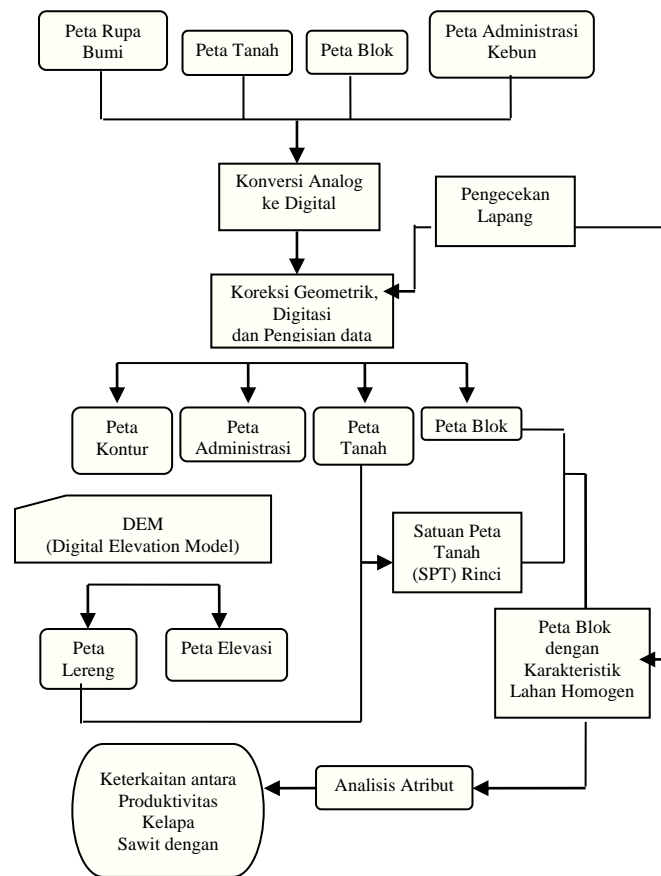 Peta Rupa
Bumi
Peta Tanah
Peta Blok
Peta Administrasi
Kebun
Konversi Analog
ke Digital
Pengecekan
Lapang
Koreksi Geometrik,
Digitasi
dan Pengisian data
Peta
Kontur
Peta
Administrasi
Peta
Tanah
Peta Blok
DEM
(Digital Elevation Model)
Satuan Peta
Tanah
(SPT) Rinci
Peta
Lereng
Peta Elevasi
Peta Blok
dengan
Karakteristik
Lahan Homogen
Keterkaitan antara
Produktivitas
Kelapa
Sawit dengan
Analisis Atribut